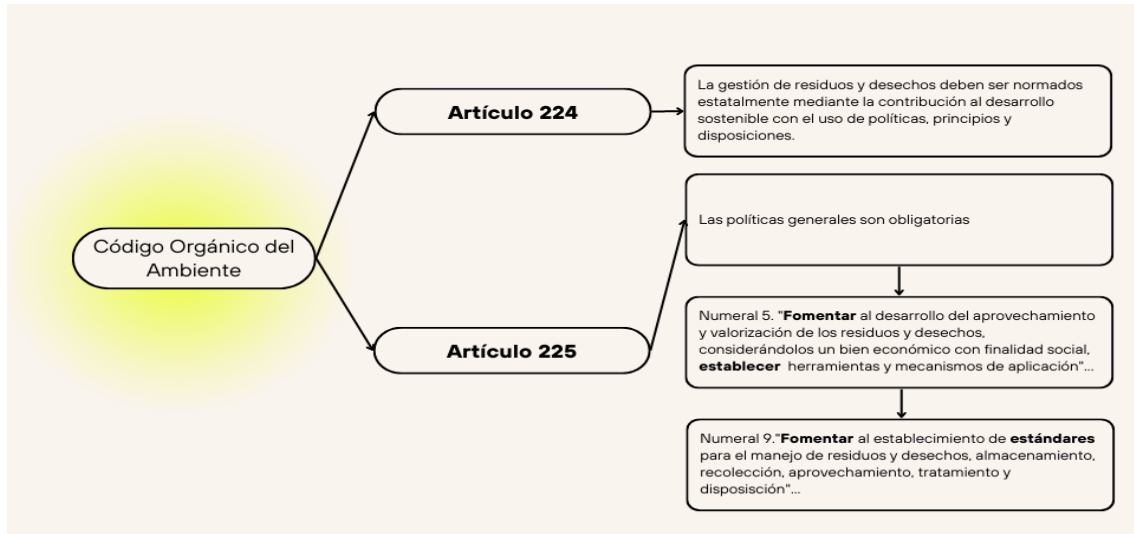 Código Orgánico del
Ambiente
Artículo 224
La gestión de residuos y desechos deben ser normados
estatalmente mediante la contribución al desarrollo
sostenible con el uso de políticas, principios y
disposiciones.
Artículo 225
Las políticas generales son obligatorias
Numeral 5. "Fomentar al desarrollo del aprovechamiento
y valorización de los residuos y desechos,
considerándolos un bien económico con finalidad social,
establecer herramientas y mecanismos de aplicación"...
Numeral 9."Fomentar al establecimiento de estándares
para el manejo de residuos y desechos, almacenamiento,
recolección, aprovechamiento, tratamiento y
disposisción"...